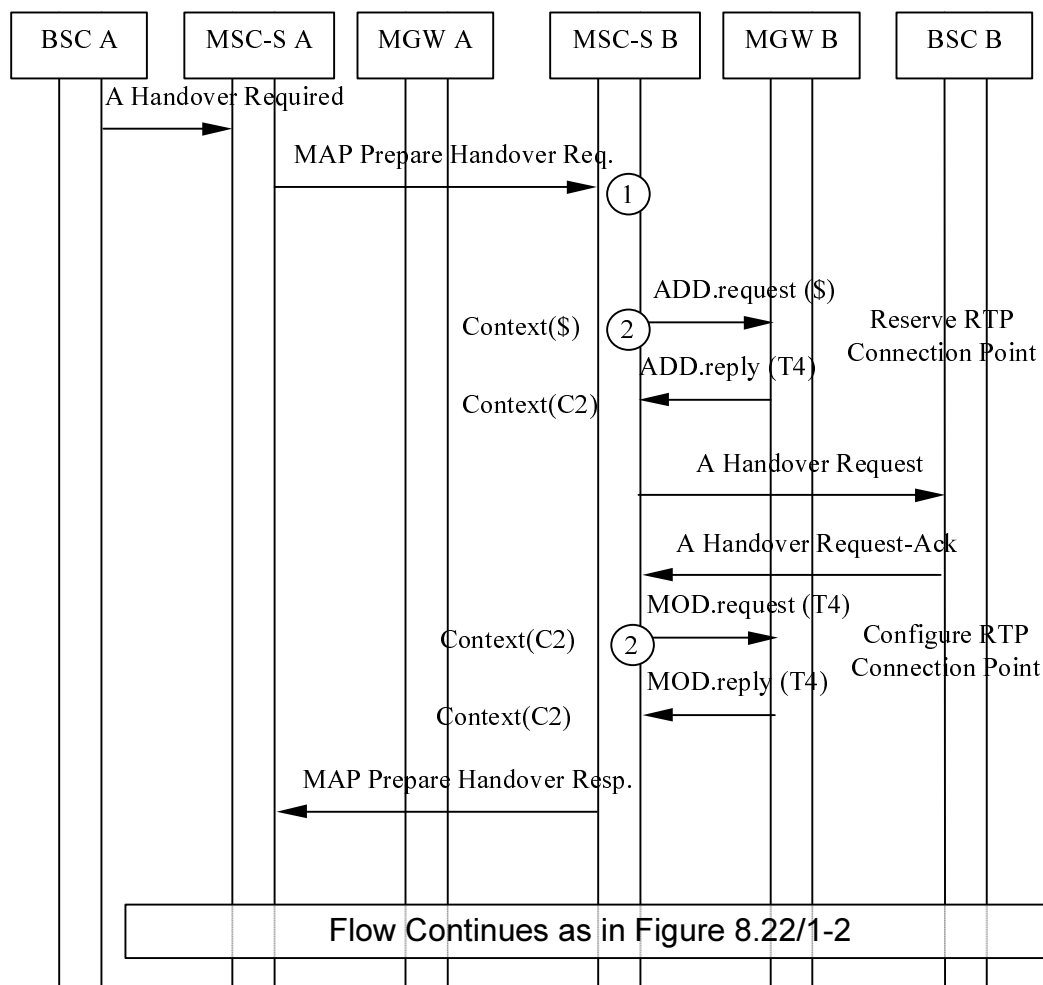 BSC A
MSC-S A
MGW A
MSC-S B
MGW B
BSC B
A Handover Required
MAP Prepare Handover Req.
1
ADD.request ($)
Context($)
2
Reserve RTP
Connection Point
ADD.reply (T4)
Context(C2)
A Handover Request
A Handover Request-Ack
MOD.request (T4)
Context(C2)
2
Configure RTP
Connection Point
MOD.reply (T4)
Context(C2)
MAP Prepare Handover Resp.
Flow Continues as in Figure 8.22/1-2